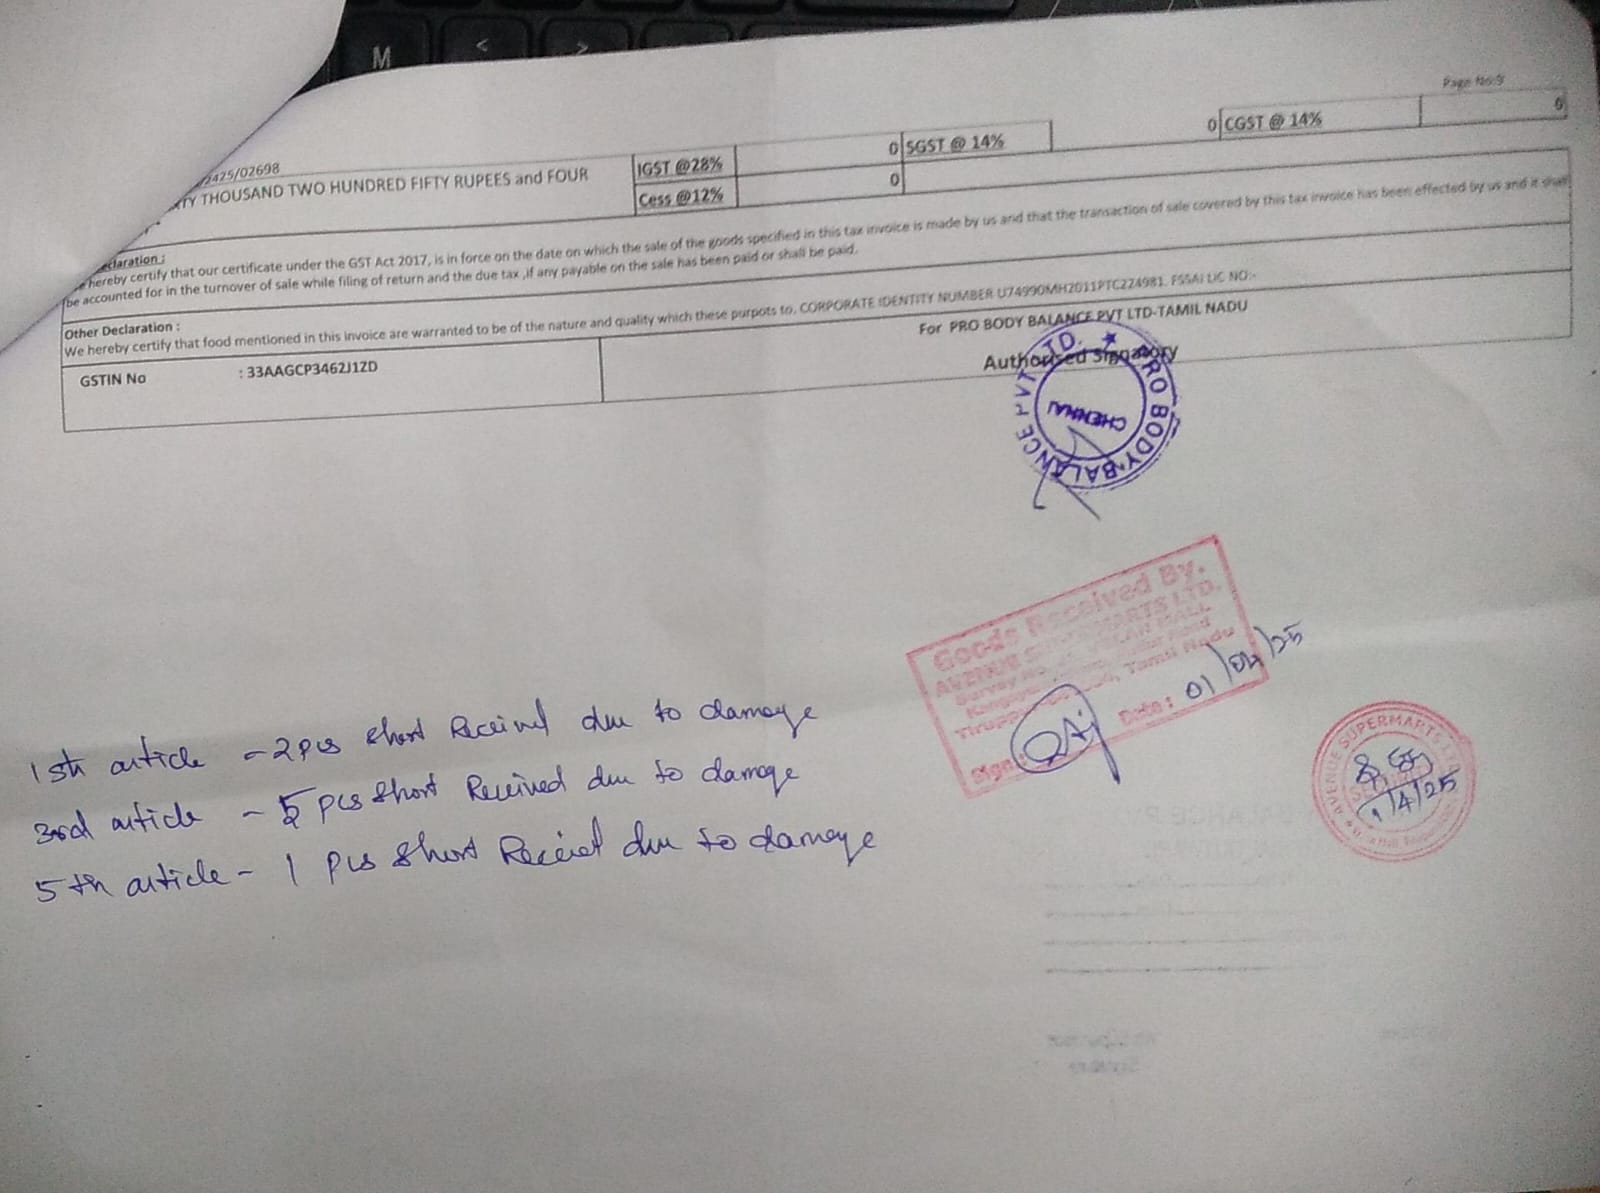 M < >
Page No:9
/2425/02698
THOUSAND TWO HUNDRED FIFTY RUPEES and FOUR
IGST @28% 0 SGST @ 14% 0 CGST @ 14% 0
Cess @12% 0
hereby certify that our certificate under the GST Act 2017, is in force on the date on which the sale of the goods specified in this tax invoice is made by us and that the transaction of sale covered by this tax invoice has been effected by us and it shall
be accounted for in the turnover of sale while filing of return and the due tax ,if any payable on the sale has been paid or shall be paid.
Other Declaration :
We hereby certify that food mentioned in this invoice are warranted to be of the nature and quality which these purpots to. CORPORATE IDENTITY NUMBER U74990MH2011PTC224981. FSSAI LIC NO:-
GSTIN No : 33AAGCP3462J1ZD
For PRO BODY BALANCE PVT LTD-TAMIL NADU
Authorised Signatory
PRO BODY BALANCE PVT LTD. ★
CHENNAI
Goods Received By.
AVENUE SUPERMARTS LTD.
Tamil Nadu
Sign: Date : 01/04/25
AVENUE SUPERMARTS
1/4/25
1sth article - 2 pcs short Received due to damage
3rd article - 5 pcs short Received due to damage
5th article - 1 pcs short Received due to damage